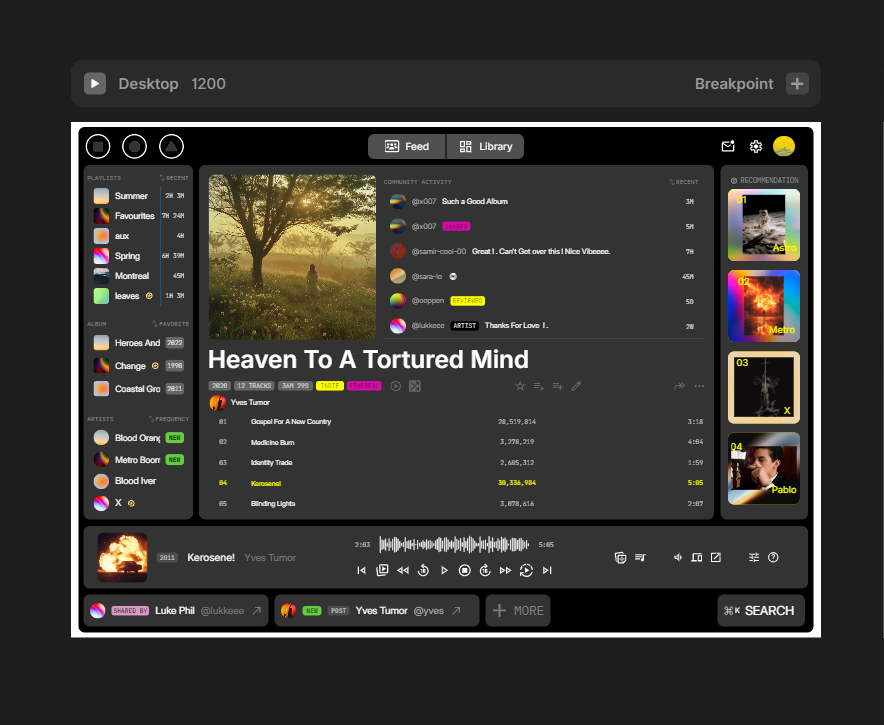 Desktop 1200
Breakpoint
Feed
Library
PLAYLISTS
RECENT
Summer 2H 3M
Favourites 7H 24M
aux 4H
Spring 6H 39M
Montreal 45M
leaves 1H 3M
ALBUM
FAVORITE
Heroes And 2022
Change 1990
Coastal Gro 2011
ARTISTS
FREQUENCY
Blood Orang NEW
Metro Boom NEW
Blood Iver
X
COMMUNITY ACTIVITY
RECENT
@x007 Such a Good Album 3M
@x007 SHARED 5M
@samir-cool-00 Great !. Can't Get over this ! Nice Vibeeee. 7H
@sara-lo 45M
@ooppen REVIEWED 5D
@lukkeee ARTIST Thanks For Love !. 2W
Heaven To A Tortured Mind
2020 12 TRACKS 36M 29S INDIE ETHEREAL
Yves Tumor
01 Gospel For A New Country 28,519,814 3:18
02 Medicine Burn 3,278,219 4:04
03 Identity Trade 2,685,312 1:59
04 Kerosene! 30,336,984 5:05
05 Blinding Lights 3,078,616 2:07
RECOMMENDATION
01
Astro
02
Metro
03
X
04
Pablo
2011 Kerosene! Yves Tumor
2:03
5:05
10
10
SHARED BY Luke Phil @lukkeee
NEW POST Yves Tumor @yves
MORE
⌘K SEARCH